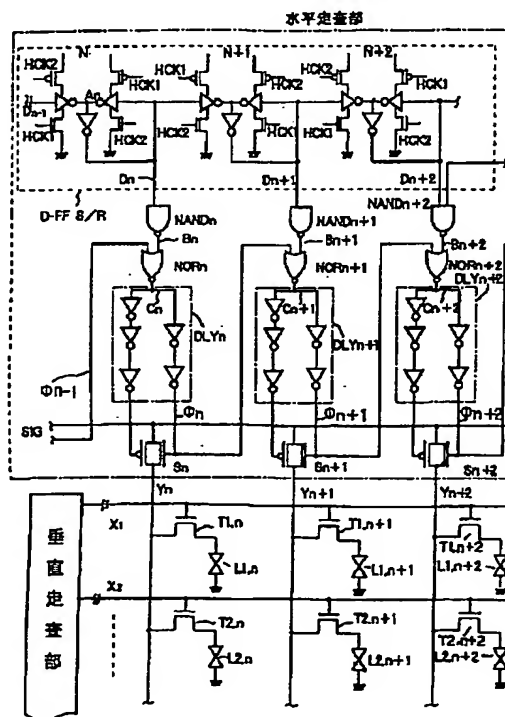 水平走査部
N N+1 N+2
HCK2 HCK1 HCK2
HCK1 HCK2 HCK1
Dn-1 An
HCK1 HCK2 HCK1 HCK1 HCK2
HCK2
Dn Dn+1 Dn+2
D-FF S/R
NANDn NANDn+1 NANDn+2
Bn Bn+1 Bn+2
NORn NORn+1 NORn+2
Cn Cn+1 Cn+2 DLYn+2
DLYn DLYn+1
Φn-1 Φn Φn+1 Φn+2
SIG
Sn Sn+1 Sn+2
Yn Yn+1 Yn+2
垂直走査部
X1
T1,n T1,n+1 T1,n+2
L1,n L1,n+1 L1,n+2
X2
T2,n T2,n+1 T2,n+2
L2,n L2,n+1 L2,n+2